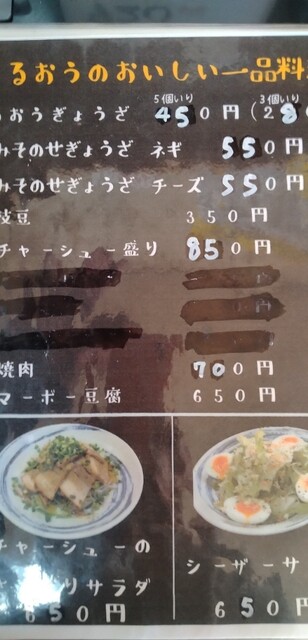 るおうのおいしい一品料
5個いり 3個いり
おうぎょうざ 450円(28
みそのせぎょうざ ネギ 550円
みそのせぎょうざ チーズ 550円
枝豆 350円
チャーシュー盛り 850円
焼肉 700円
マーボー豆腐 650円
チャーシューの
りサラダ
650円
シーザーサ
650円